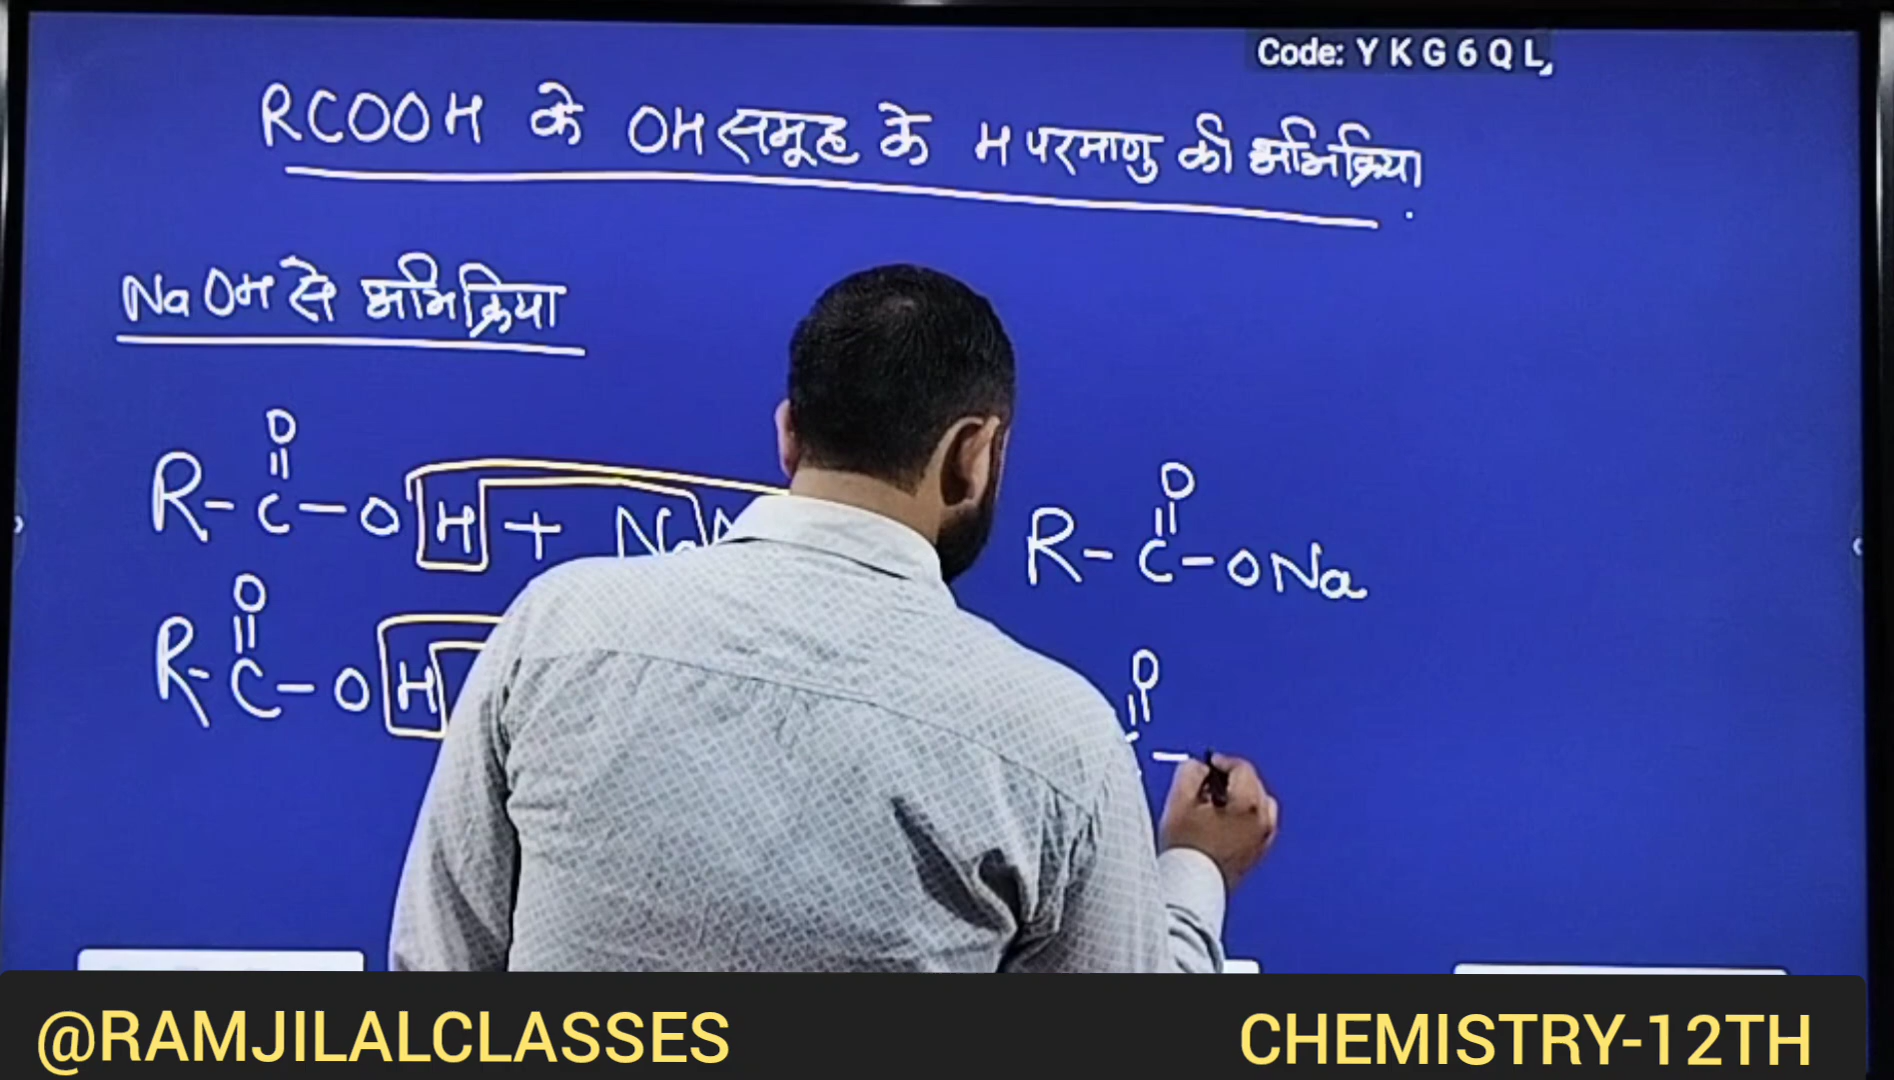 Code: Y K G 6 Q L
RCOOH के OH समूह के H परमाणु की अभिक्रिया
NaOH से अभिक्रिया
O
||
R-C-OH + Na
O
||
R-C-ONa
O
||
R-C-OH
O
||
-
@RAMJILALCLASSES
CHEMISTRY-12TH